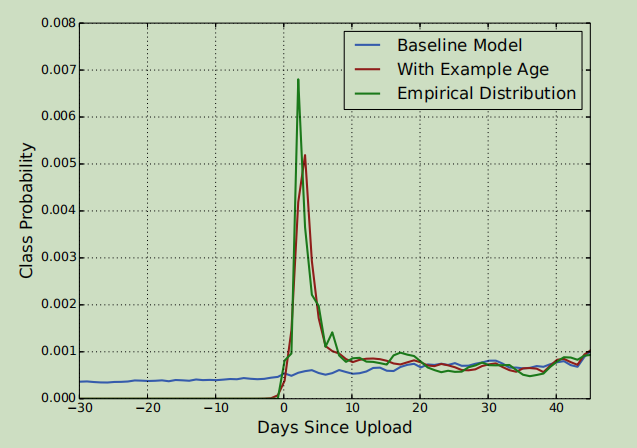 0.008
0.007
0.006
0.005
0.004
0.003
0.002
0.001
0.000
Class Probability
Baseline Model
With Example Age
Empirical Distribution
−30 −20 −10 0 10 20 30 40
Days Since Upload